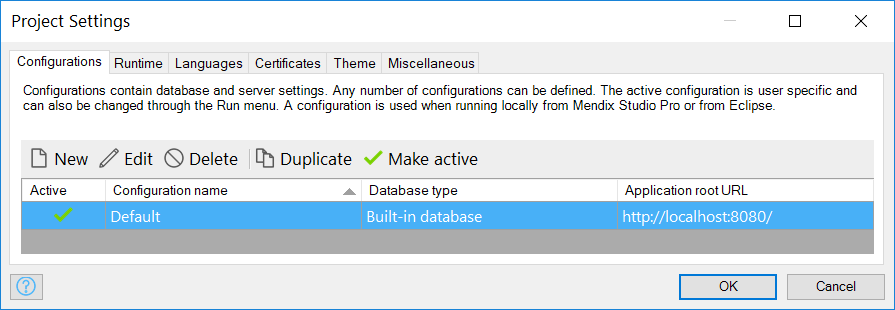 Project Settings
Configurations Runtime Languages Certificates Theme Miscellaneous
Configurations contain database and server settings. Any number of configurations can be defined. The active configuration is user specific and
can also be changed through the Run menu. A configuration is used when running locally from Mendix Studio Pro or from Eclipse.
New Edit Delete Duplicate Make active
Active Configuration name Database type Application root URL
Default Built-in database http://localhost:8080/
? OK Cancel